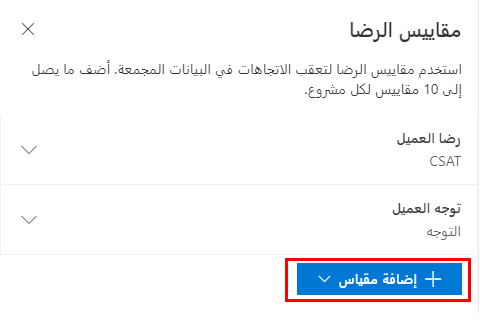 مقاييس الرضا
استخدم مقاييس الرضا لتعقب الاتجاهات في البيانات المجمعة. أضف ما يصل
إلى 10 مقاييس لكل مشروع.
رضا العميل
CSAT
توجه العميل
التوجه
إضافة مقياس